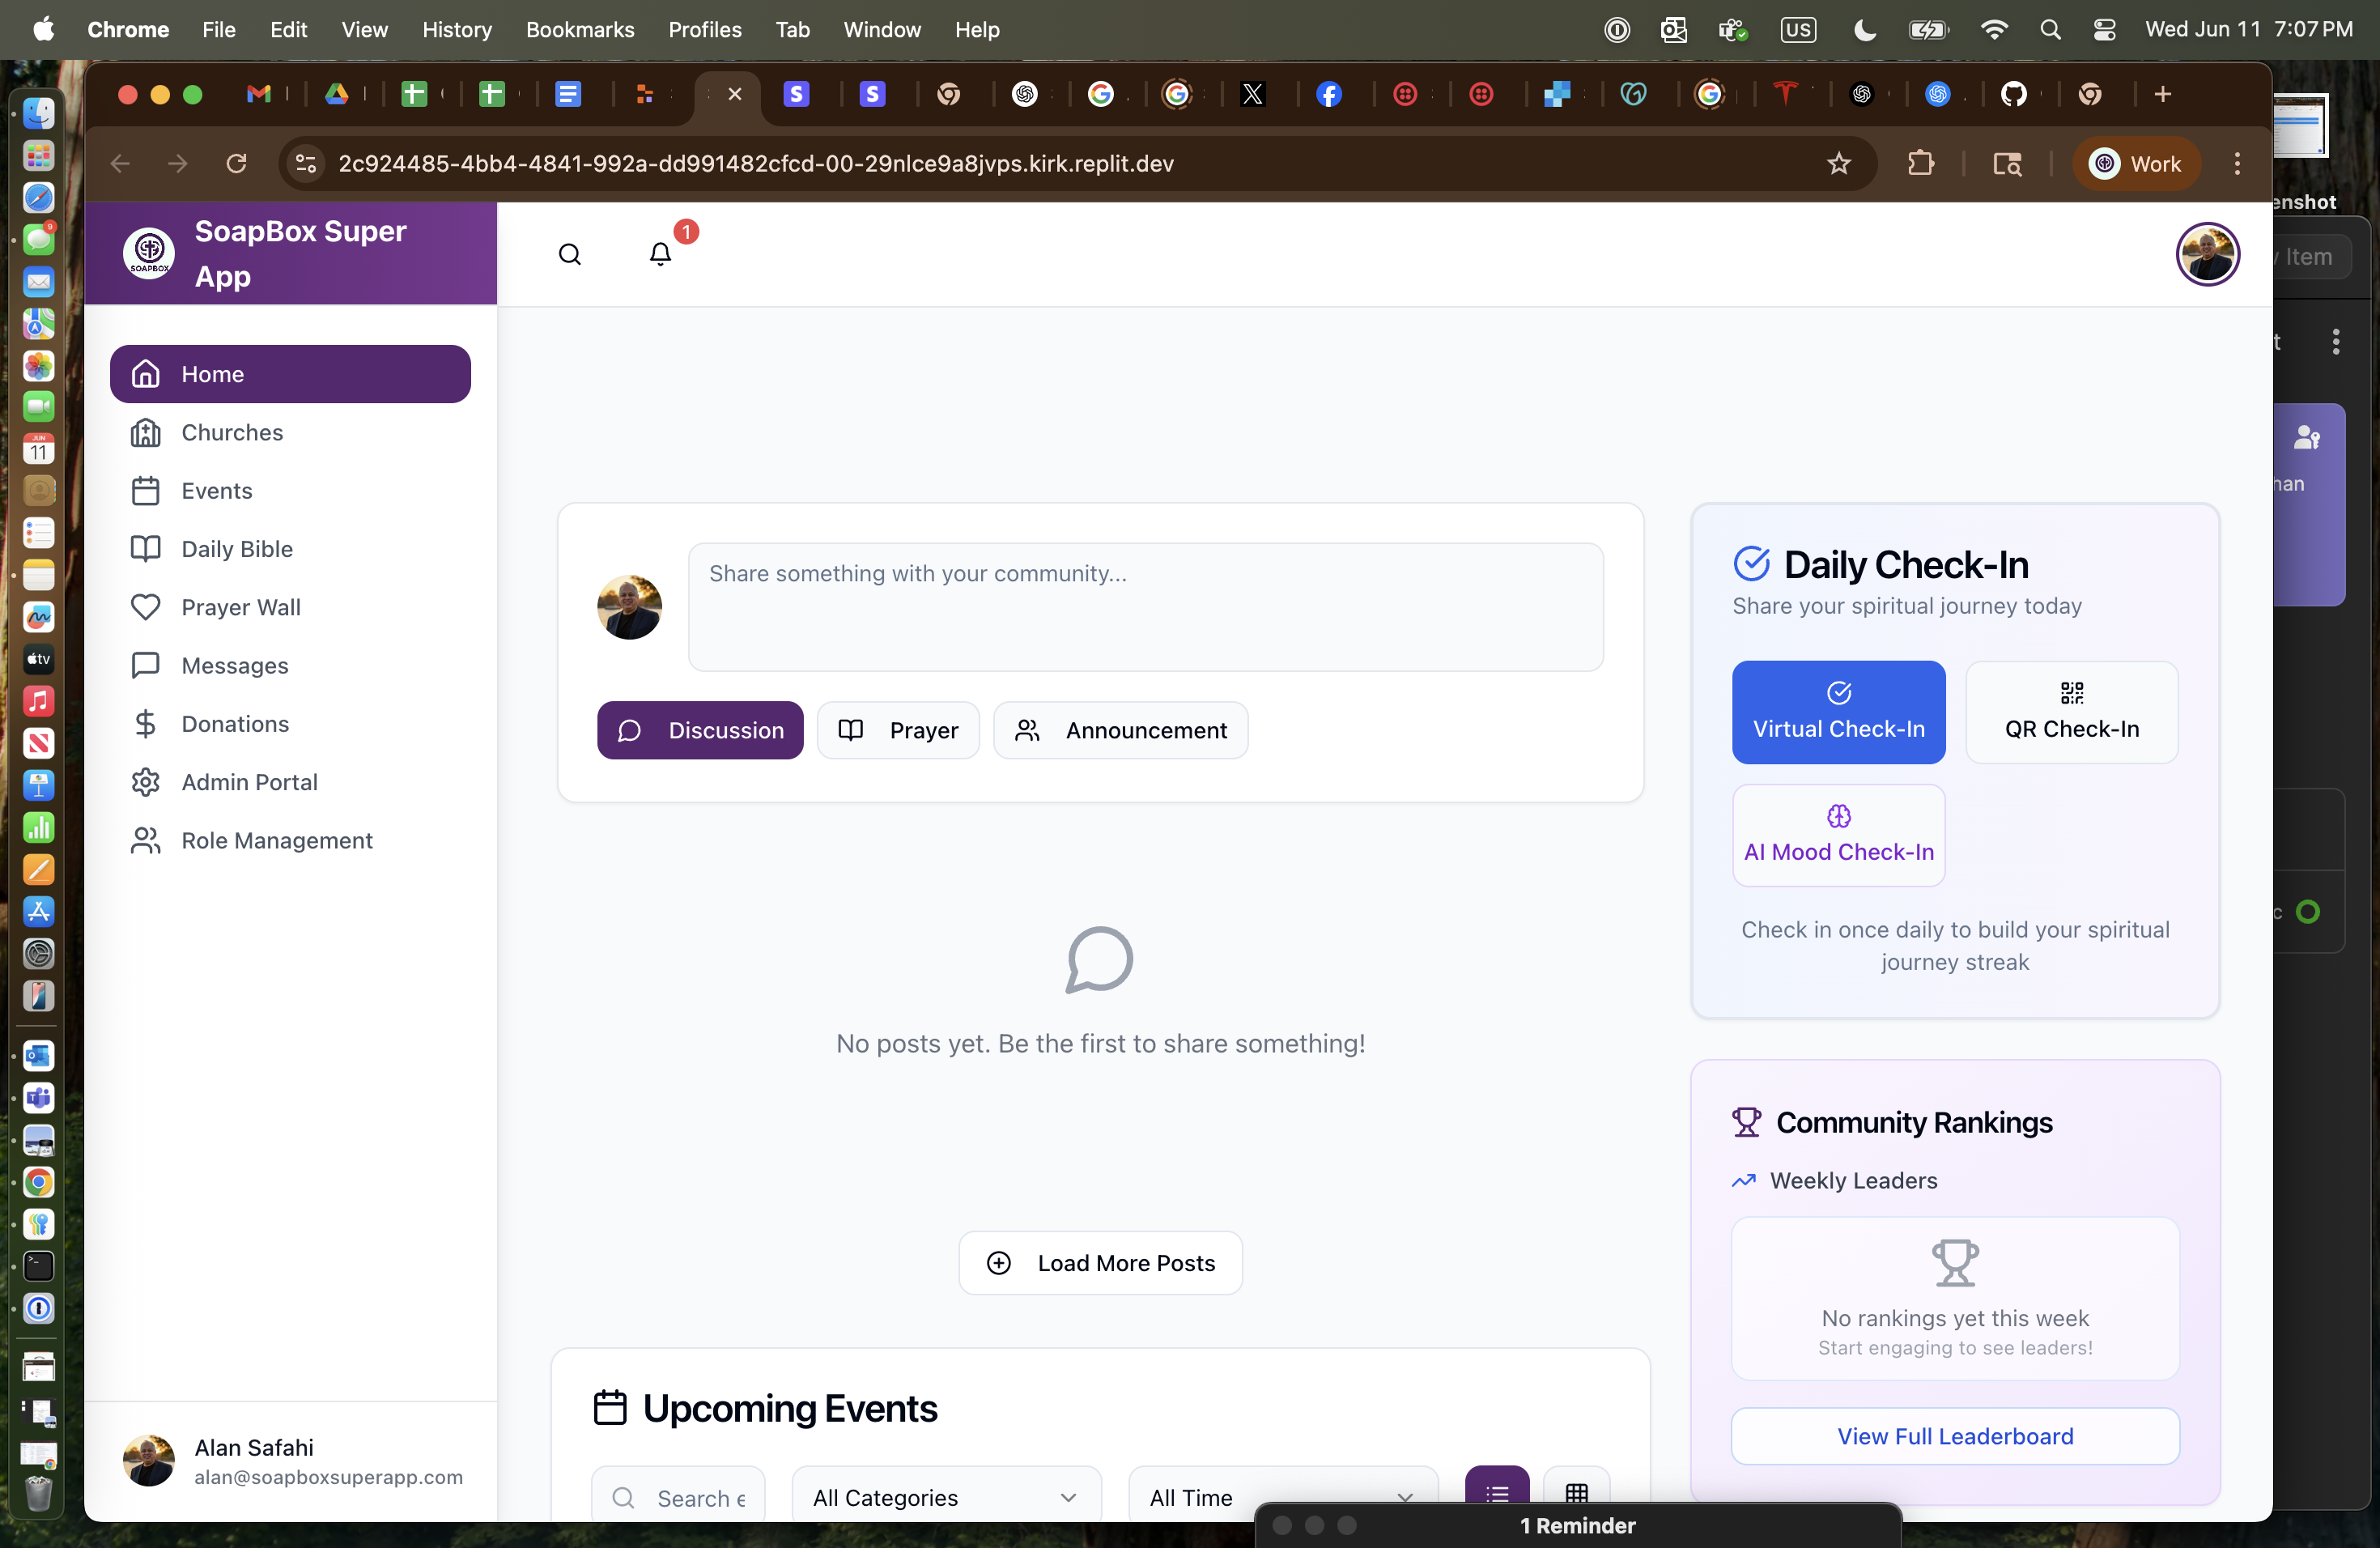 Chrome File Edit View History Bookmarks Profiles Tab Window Help
US
Wed Jun 11 7:07 PM
2c924485-4bb4-4841-992a-dd991482cfcd-00-29nlce9a8jvps.kirk.replit.dev
Work
SOAPBOX
SoapBox Super
App
1
Home
Churches
Events
Daily Bible
Prayer Wall
Messages
Donations
Admin Portal
Role Management
Alan Safahi
alan@soapboxsuperapp.com
Share something with your community...
Discussion
Prayer
Announcement
No posts yet. Be the first to share something!
Load More Posts
Upcoming Events
Search e
All Categories
All Time
Daily Check-In
Share your spiritual journey today
Virtual Check-In
QR Check-In
AI Mood Check-In
Check in once daily to build your spiritual
journey streak
Community Rankings
Weekly Leaders
No rankings yet this week
Start engaging to see leaders!
View Full Leaderboard
1 Reminder
enshot
Item
nan
9
JUN
11
tv